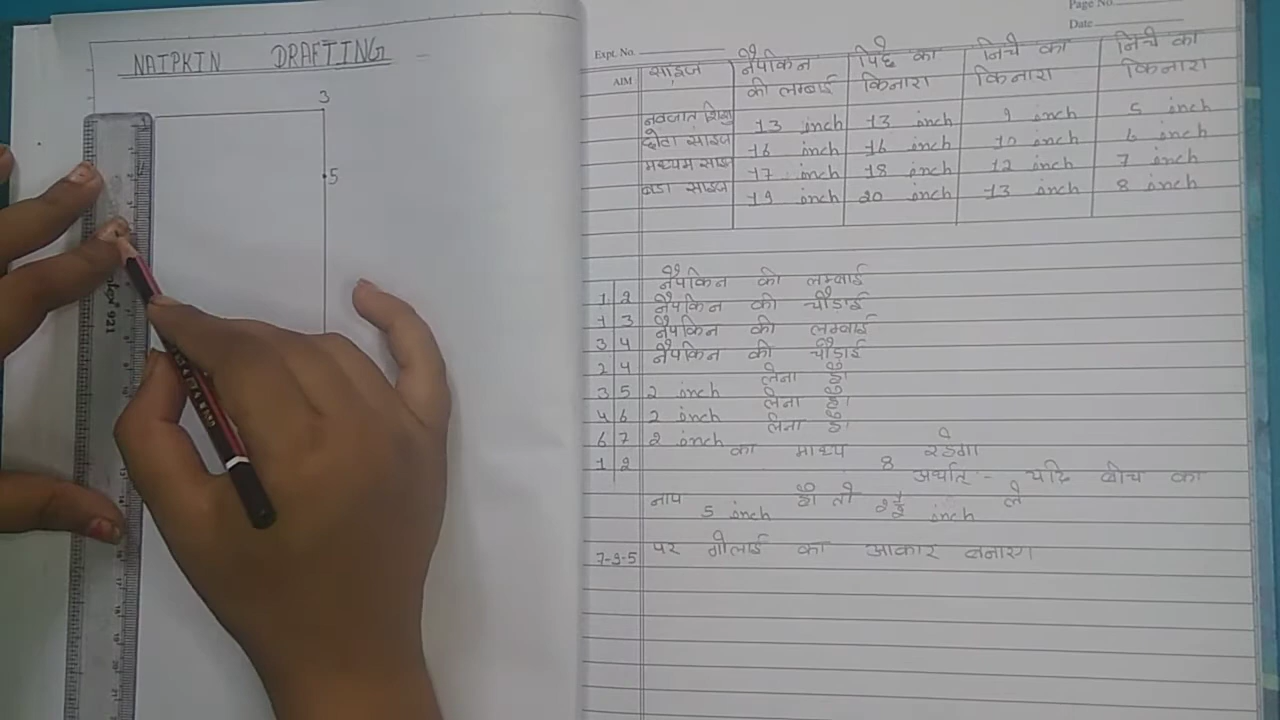 NAIPKIN DRAFTING
3
5
Page No.
Date
Expt. No.
AIM
साइज नैपकिन की लम्बाई पिछे का किनारा निचे का किनारा निचे का किनारा
नवजात शिशु 13 inch 13 inch 9 inch 5 inch
छोटा साइज 16 inch 16 inch 10 inch 6 inch
मध्यम साइज 17 inch 18 inch 12 inch 7 inch
बडा साइज 19 inch 20 inch 13 inch 8 inch
1 2 नैपकिन की लम्बाई
1 3 नैपकिन की चौडाई
3 4 नैपकिन की लम्बाई
2 4 नैपकिन की चौड़ाई
3 5 2 inch लेना है।
4 6 2 inch लेना है।
6 7 2 inch लेना है।
1 2 का माध्य 8 रहेगा
अर्थात् - यदि बीच का
नाप 5 inch हो तो inch ले
7-9-5 पर गोलाई का आकार बनाएग